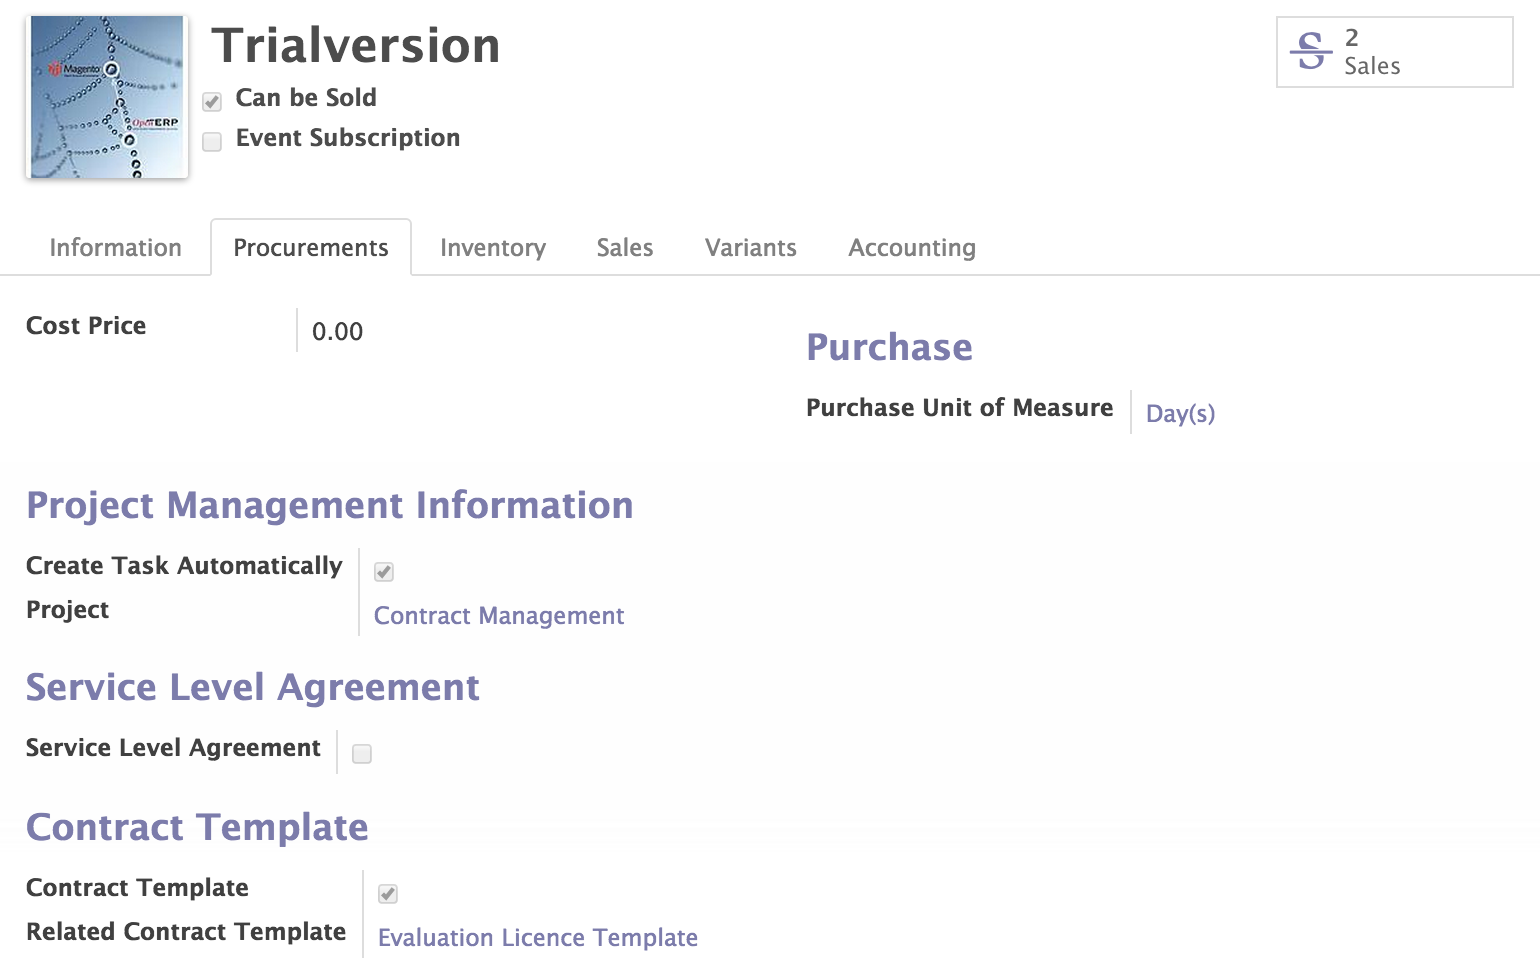 Magento
OpenERP
Trialversion
Can be Sold
Event Subscription
2
Sales
Information Procurements Inventory Sales Variants Accounting
Cost Price 0.00
Purchase
Purchase Unit of Measure Day(s)
Project Management Information
Create Task Automatically
Project Contract Management
Service Level Agreement
Service Level Agreement
Contract Template
Contract Template
Related Contract Template Evaluation Licence Template